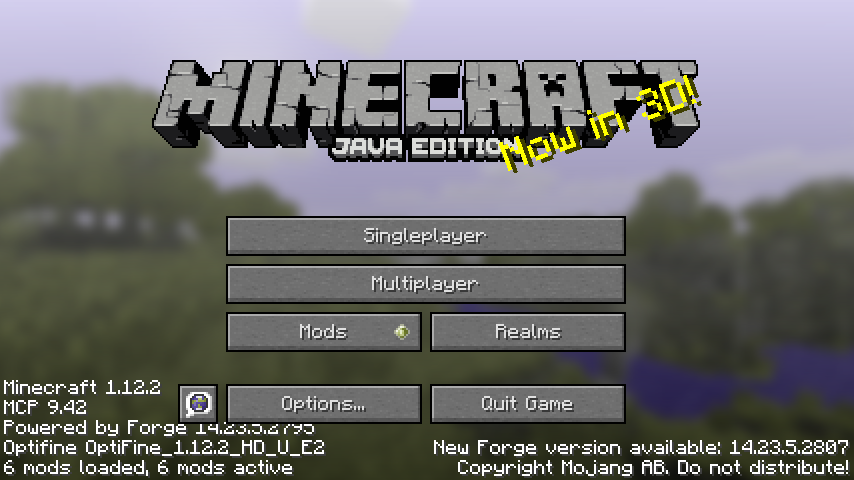 MINECRAFT
JAVA EDITION
Now in 3D!
Singleplayer
Multiplayer
Mods
Realms
Options...
Quit Game
Minecraft 1.12.2
MCP 9.42
Powered by Forge 14.23.5.2795
Optifine OptiFine_1.12.2_HD_U_E2
6 mods loaded, 6 mods active
New Forge version available: 14.23.5.2807
Copyright Mojang AB. Do not distribute!